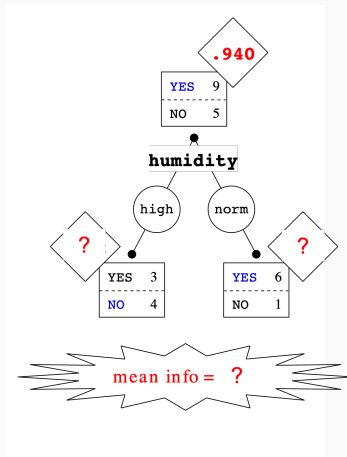 .940
YES 9
NO 5
humidity
high norm
? ?
YES 3 YES 6
NO 4 NO 1
mean info = ?